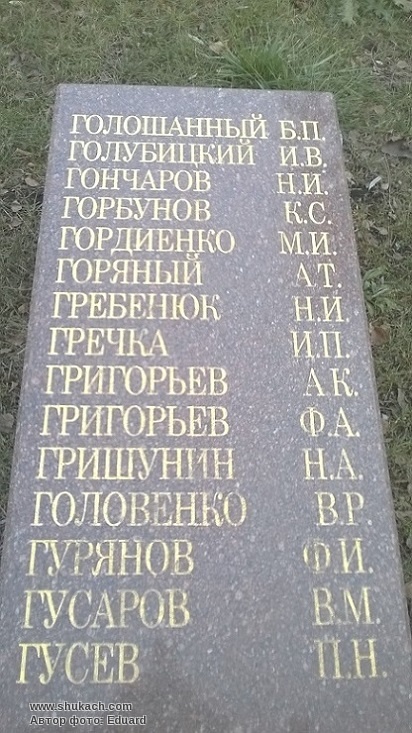 ГОЛОШАННЫЙ Б.П.
ГОЛУБИЦКИЙ И.В.
ГОНЧАРОВ Н.И.
ГОРБУНОВ К.С.
ГОРДИЕНКО М.И.
ГОРЯНЫЙ А.Т.
ГРЕБЕНЮК Н.И.
ГРЕЧКА И.П.
ГРИГОРЬЕВ А.К.
ГРИГОРЬЕВ Ф.А.
ГРИШУНИН Н.А.
ГОЛОВЕНКО В.Р
ГУРЯНОВ Ф.И.
ГУСАРОВ В.М.
ГУСЕВ П.Н.
www.shukach.com
Автор фото: Eduard